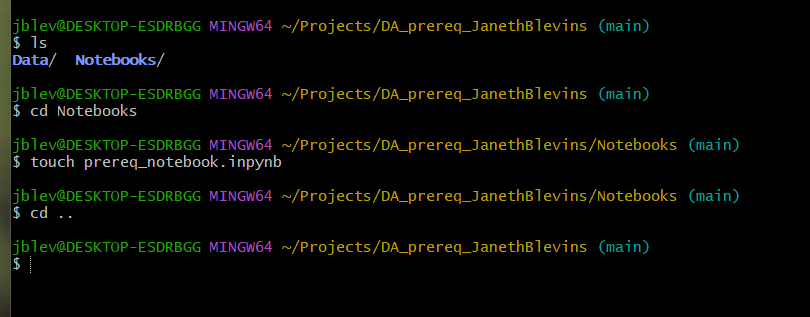 jblev@DESKTOP-ESDRBGG MINGW64 ~/Projects/DA_prereq_JanethBlevins (main)
$ ls
Data/  Notebooks/
jblev@DESKTOP-ESDRBGG MINGW64 ~/Projects/DA_prereq_JanethBlevins (main)
$ cd Notebooks
jblev@DESKTOP-ESDRBGG MINGW64 ~/Projects/DA_prereq_JanethBlevins/Notebooks (main)
$ touch prereq_notebook.inpynb
jblev@DESKTOP-ESDRBGG MINGW64 ~/Projects/DA_prereq_JanethBlevins/Notebooks (main)
$ cd ..
jblev@DESKTOP-ESDRBGG MINGW64 ~/Projects/DA_prereq_JanethBlevins (main)
$